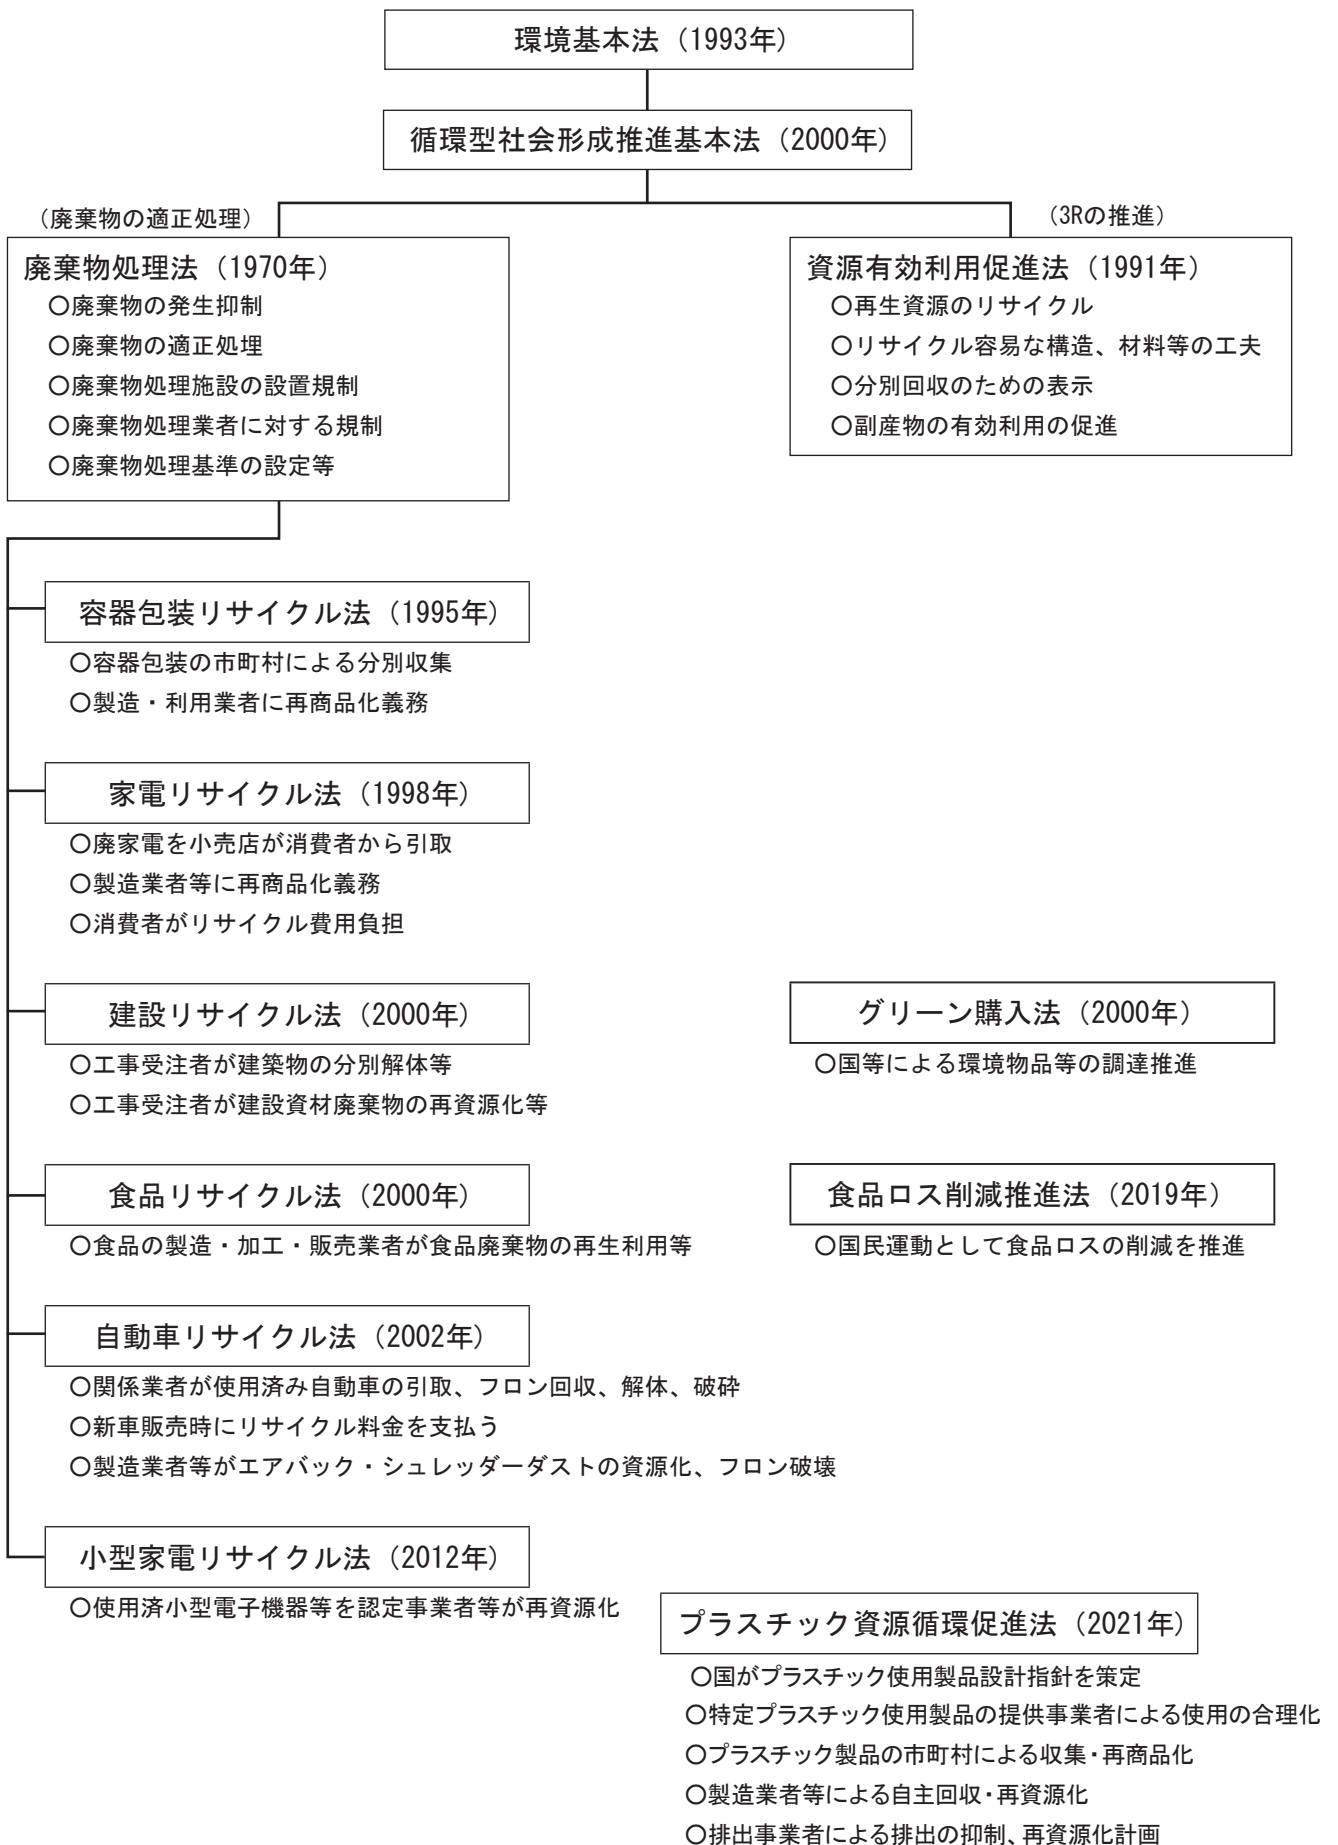 環境基本法（1993年）
循環型社会形成推進基本法（2000年）
（廃棄物の適正処理）
廃棄物処理法（1970年）
〇廃棄物の発生抑制
〇廃棄物の適正処理
〇廃棄物処理施設の設置規制
〇廃棄物処理業者に対する規制
〇廃棄物処理基準の設定等
（3Rの推進）
資源有効利用促進法（1991年）
〇再生資源のリサイクル
〇リサイクル容易な構造、材料等の工夫
〇分別回収のための表示
〇副産物の有効利用の促進
容器包装リサイクル法（1995年）
〇容器包装の市町村による分別収集
〇製造・利用業者に再商品化義務
家電リサイクル法（1998年）
〇廃家電を小売店が消費者から引取
〇製造業者等に再商品化義務
〇消費者がリサイクル費用負担
建設リサイクル法（2000年）
〇工事受注者が建築物の分別解体等
〇工事受注者が建設資材廃棄物の再資源化等
グリーン購入法（2000年）
〇国等による環境物品等の調達推進
食品リサイクル法（2000年）
〇食品の製造・加工・販売業者が食品廃棄物の再生利用等
食品ロス削減推進法（2019年）
〇国民運動として食品ロスの削減を推進
自動車リサイクル法（2002年）
〇関係業者が使用済み自動車の引取、フロン回収、解体、破砕
〇新車販売時にリサイクル料金を支払う
〇製造業者等がエアバック・シュレッダーダストの資源化、フロン破壊
小型家電リサイクル法（2012年）
〇使用済小型電子機器等を認定事業者等が再資源化
プラスチック資源循環促進法（2021年）
〇国がプラスチック使用製品設計指針を策定
〇特定プラスチック使用製品の提供事業者による使用の合理化
〇プラスチック製品の市町村による収集・再商品化
〇製造業者等による自主回収・再資源化
〇排出事業者による排出の抑制、再資源化計画